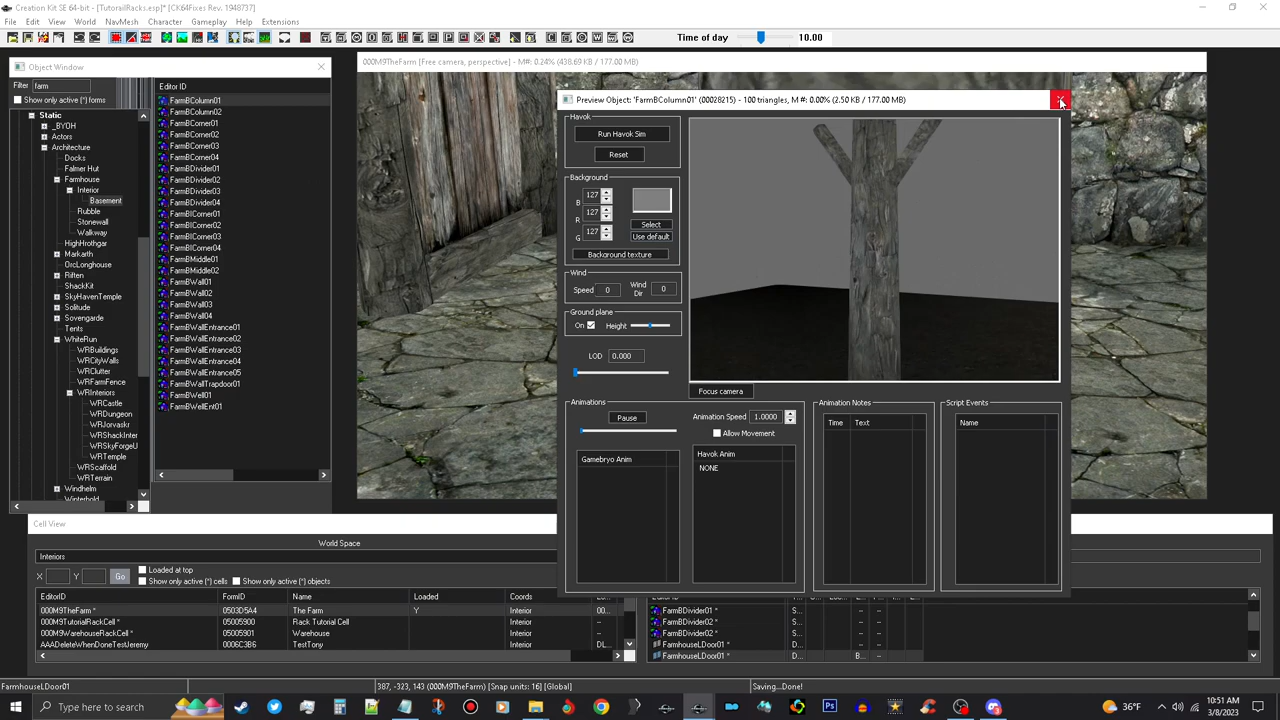 Creation Kit SE 64-bit - [TutorailRacks.esp]* [CK64Fixes Rev. 1948737]
File Edit View World NavMesh Character Gameplay Help Extensions
Time of day 10.00
Object Window
Filter farm
Show only active (*) forms
Static
_BYOH
Actors
Architecture
Docks
Falmer Hut
Farmhouse
Interior
Basement
Rubble
Stonewall
Walkway
HighHrothgar
Markarth
OrcLonghouse
Riften
ShackKit
SkyHavenTemple
Solitude
Sovengarde
Tents
WhiteRun
WRBuildings
WRCityWalls
WRClutter
WRFarmFence
WRInteriors
WRCastle
WRDungeon
WRJorvaskr
WRShackInter
WRSkyForgeU
WRTemple
WRScaffold
WRTerrain
Windhelm
Winterhold
Editor ID
FarmBColumn01
FarmBColumn02
FarmBCorner01
FarmBCorner02
FarmBCorner03
FarmBCorner04
FarmBDivider01
FarmBDivider02
FarmBDivider03
FarmBDivider04
FarmBICorner01
FarmBICorner02
FarmBICorner03
FarmBICorner04
FarmBMiddle01
FarmBMiddle02
FarmBWall01
FarmBWall02
FarmBWall03
FarmBWall04
FarmBWallEntrance01
FarmBWallEntrance02
FarmBWallEntrance03
FarmBWallEntrance04
FarmBWallEntrance05
FarmBWallTrapdoor01
FarmBWell01
FarmBWellEnt01
000M9TheFarm [Free camera, perspective] - M#: 0.24% (438.69 KB / 177.00 MB)
Preview Object: 'FarmBColumn01' (00028215) - 100 triangles, M #: 0.00% (2.50 KB / 177.00 MB)
Havok
Run Havok Sim
Reset
Background
B 127
R 127
G 127
Select
Use default
Background texture
Wind
Speed 0 Wind Dir 0
Ground plane
On Height
LOD 0.000
Focus camera
Animations
Pause
Animation Speed 1.0000
Allow Movement
Gamebryo Anim
Havok Anim
NONE
Animation Notes
Time Text
Script Events
Name
Cell View
World Space
Interiors
X Y Go
Loaded at top
Show only active (*) cells
Show only active (*) objects
EditorID FormID Name Loaded Coords
000M9TheFarm * 0503D5A4 The Farm Y Interior 00...
000M9TutorialRackCell * 05005900 Rack Tutorial Cell Interior --
000M9WarehouseRackCell * 05005901 Warehouse Interior --
AAADeleteWhenDoneTestJeremy 0006C3B6 TestTony Interior DL...
FarmBDivider01 * S... -- --
FarmBDivider02 * S... -- --
FarmBDivider02 * S... -- --
FarmhouseLDoor01 * D... -- --
FarmhouseLDoor01 * D... B... -- --
FarmhouseLDoor01
387, -323, 143 (000M9TheFarm) [Snap units: 16] [Global]
Saving...Done!
Type here to search
36°F
10:51 AM
3/8/2023